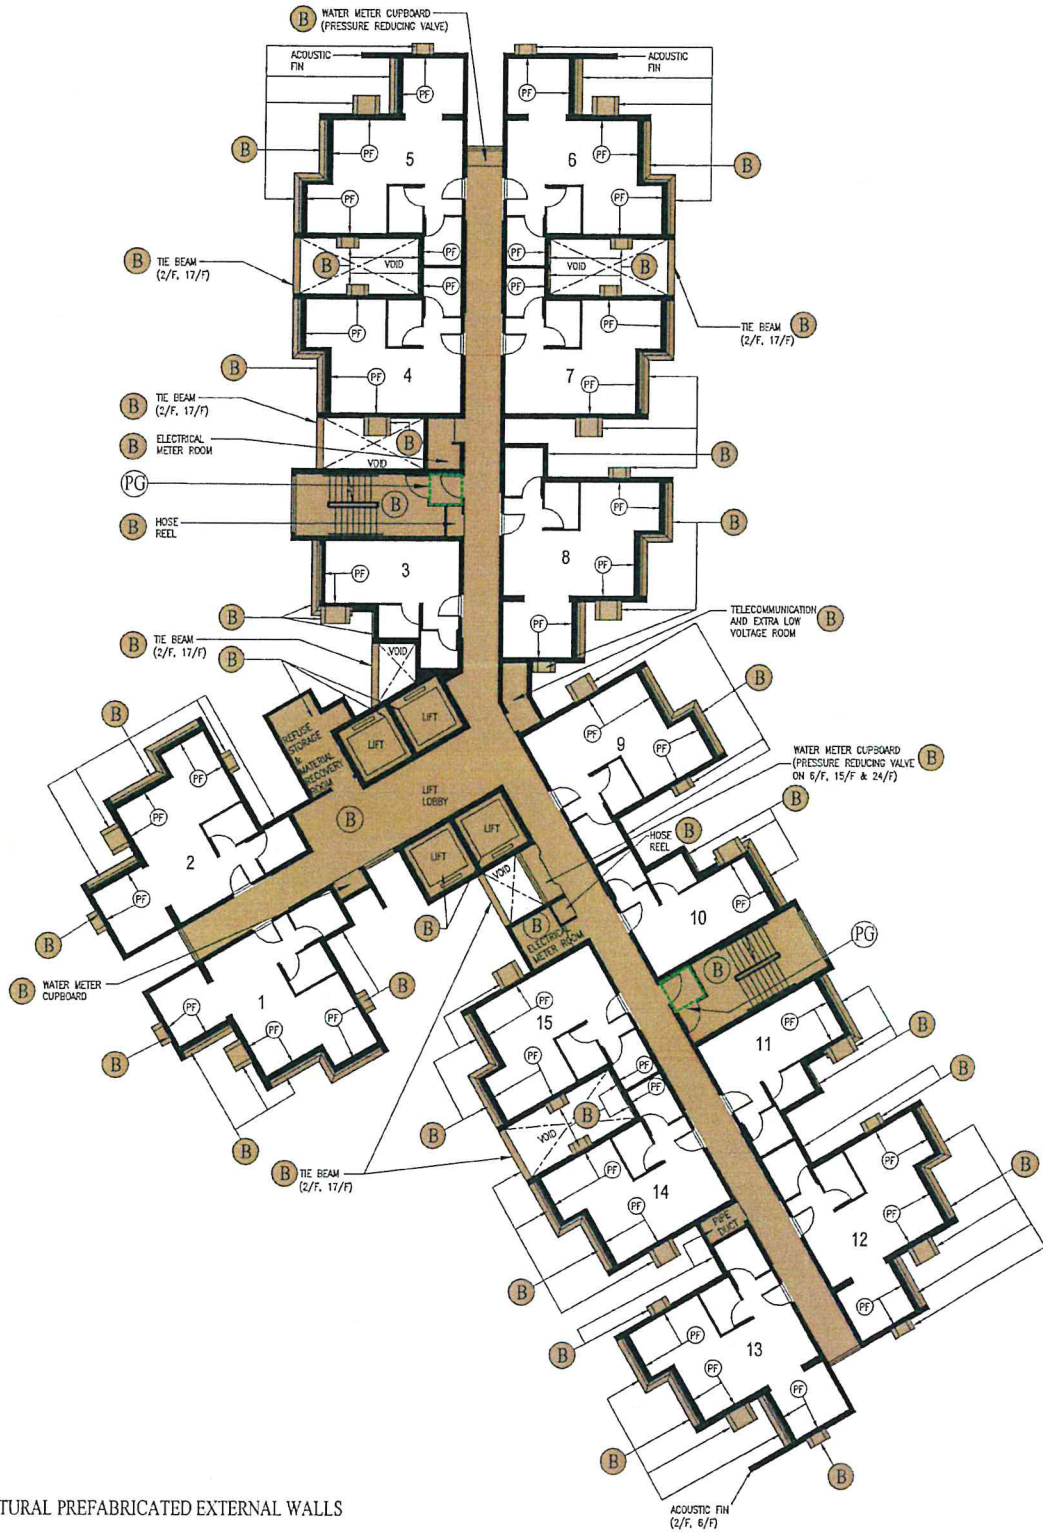 B WATER METER CUPBOARD
(PRESSURE REDUCING VALVE)
ACOUSTIC
FIN
ACOUSTIC
FIN
PF
PF
B
PF
5
6
PF
B
PF
PF
B TIE BEAM
(2/F, 17/F)
B
VOID
PF
PF
VOID
B
PF
PF
TIE BEAM B
(2/F, 17/F)
PF
PF
B
4
PF
7
PF
B TIE BEAM
(2/F, 17/F)
B
VOID
B ELECTRICAL
METER ROOM
B
PG
B
B HOSE
REEL
PF
B
3
PF
8
PF
B
PF
B TIE BEAM
(2/F, 17/F)
B
VOID
TELECOMMUNICATION
AND EXTRA LOW
VOLTAGE ROOM
B
B
REFUSE
STORAGE
&
MATERIAL
RECOVERY
ROOM
LIFT
LIFT
LIFT
LOBBY
B
LIFT
LIFT
PF
9
PF
B
WATER METER CUPBOARD
(PRESSURE REDUCING VALVE
ON 6/F, 15/F & 24/F)
B
B
HOSE
REEL
B
PF
PF
2
PF
B
VOID
B
B
ELECTRICAL
METER ROOM
PF
10
PG
B
B WATER METER
CUPBOARD
1
PF
PF
PF
B
B
B
15
PF
PF
PF
PF
B
VOID
B
11
PF
B
B
B TIE BEAM
(2/F, 17/F)
PF
14
PF
B
PIPE
DUCT
PF
PF
12
PF
B
B
PF
13
PF
PF
B
B
ACOUSTIC FIN
(2/F, 6/F)
TURAL PREFABRICATED EXTERNAL WALLS